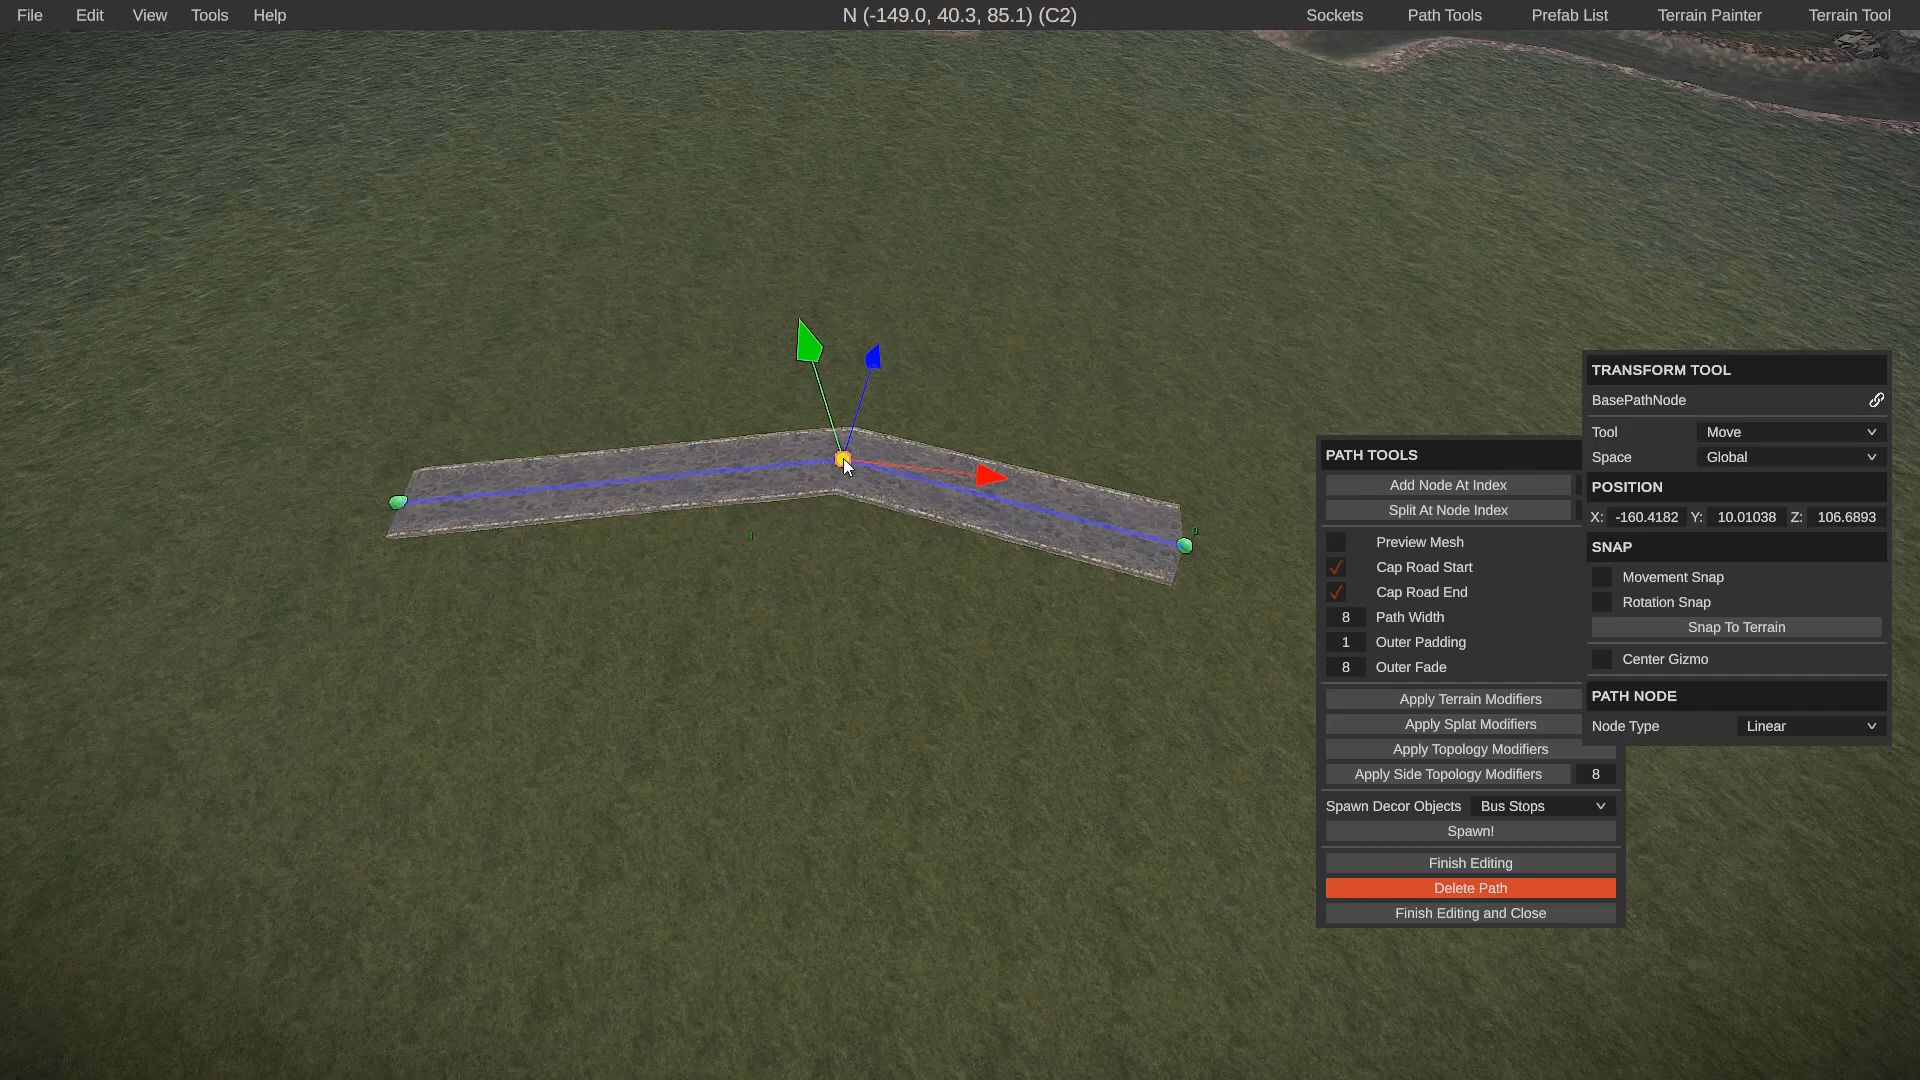 File Edit View Tools Help N (-149.0, 40.3, 85.1) (C2) Sockets Path Tools Prefab List Terrain Painter Terrain Tool
TRANSFORM TOOL
BasePathNode
Tool Move
Space Global
POSITION
X: -160.4182 Y: 10.01038 Z: 106.6893
SNAP
Movement Snap
Rotation Snap
Snap To Terrain
Center Gizmo
PATH NODE
Node Type Linear
PATH TOOLS
Add Node At Index
Split At Node Index
Preview Mesh
Cap Road Start
Cap Road End
8 Path Width
1 Outer Padding
8 Outer Fade
Apply Terrain Modifiers
Apply Splat Modifiers
Apply Topology Modifiers
Apply Side Topology Modifiers 8
Spawn Decor Objects Bus Stops
Spawn!
Finish Editing
Delete Path
Finish Editing and Close